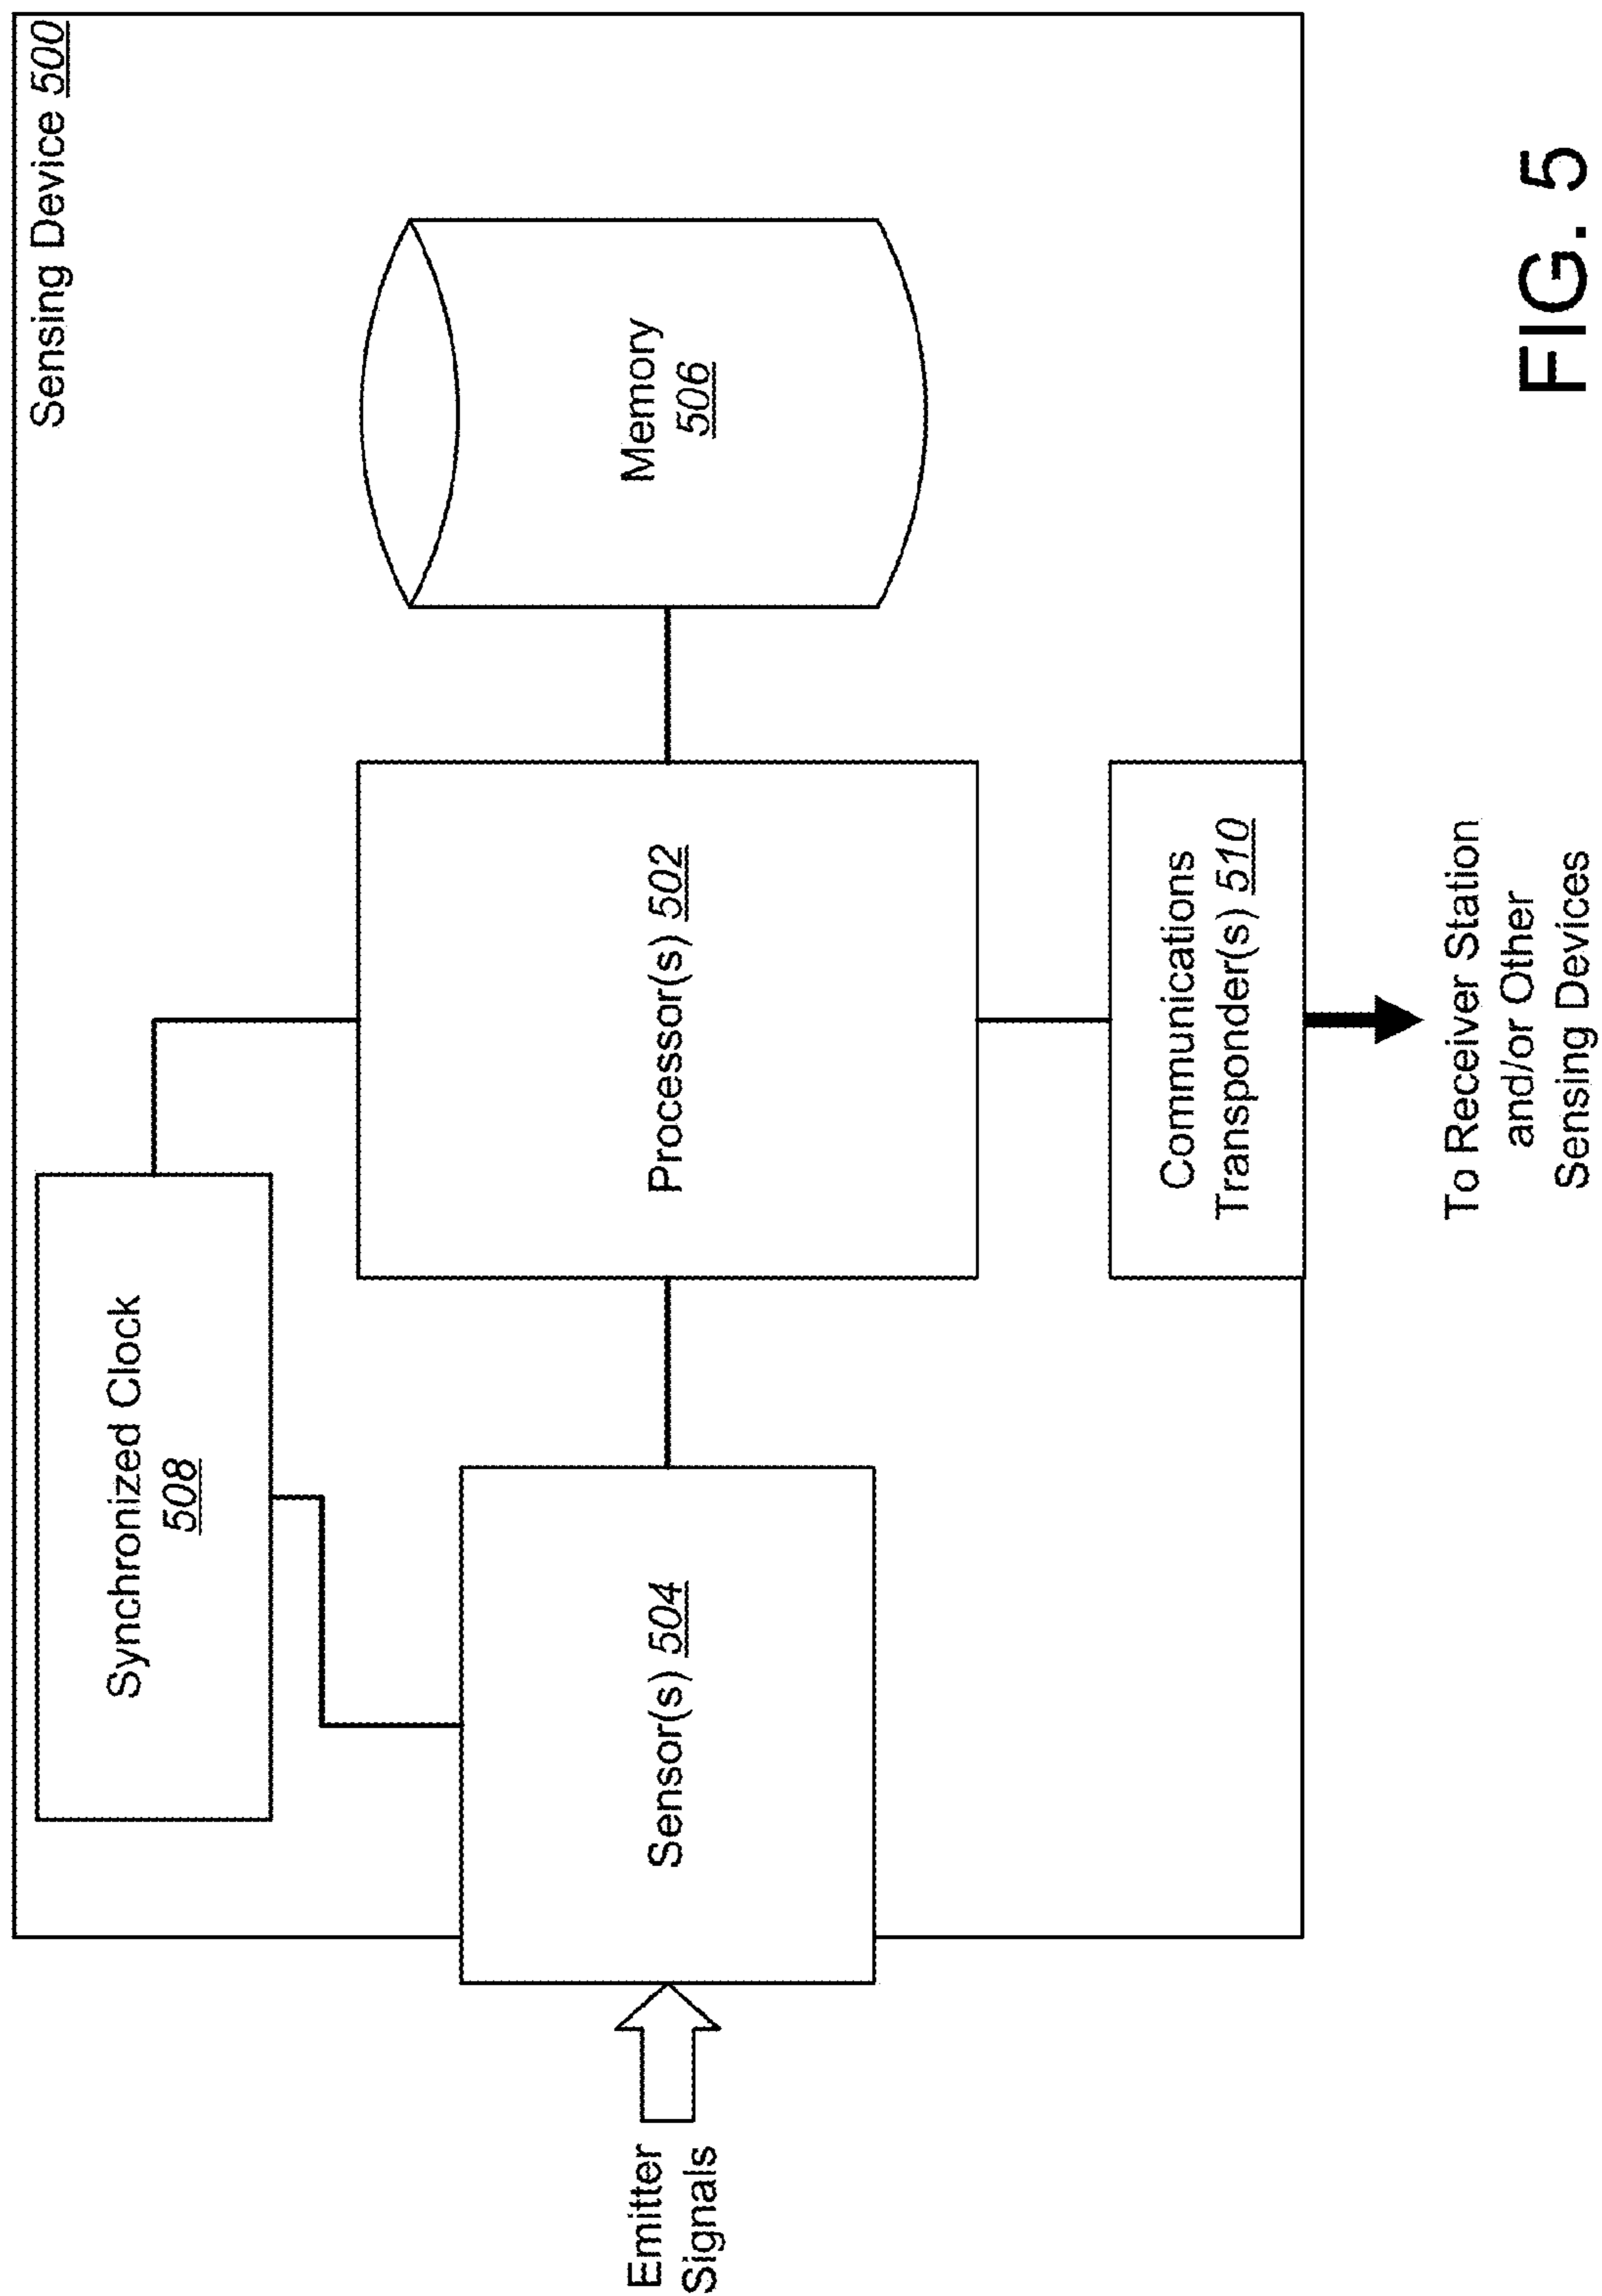 Sensing Device 500
Synchronized Clock
508
Memory
506
Processor(s) 502
Sensor(s) 504
Emitter
Signals
Communications
Transponder(s) 510
To Receiver Station
and/or Other
Sensing Devices
FIG. 5